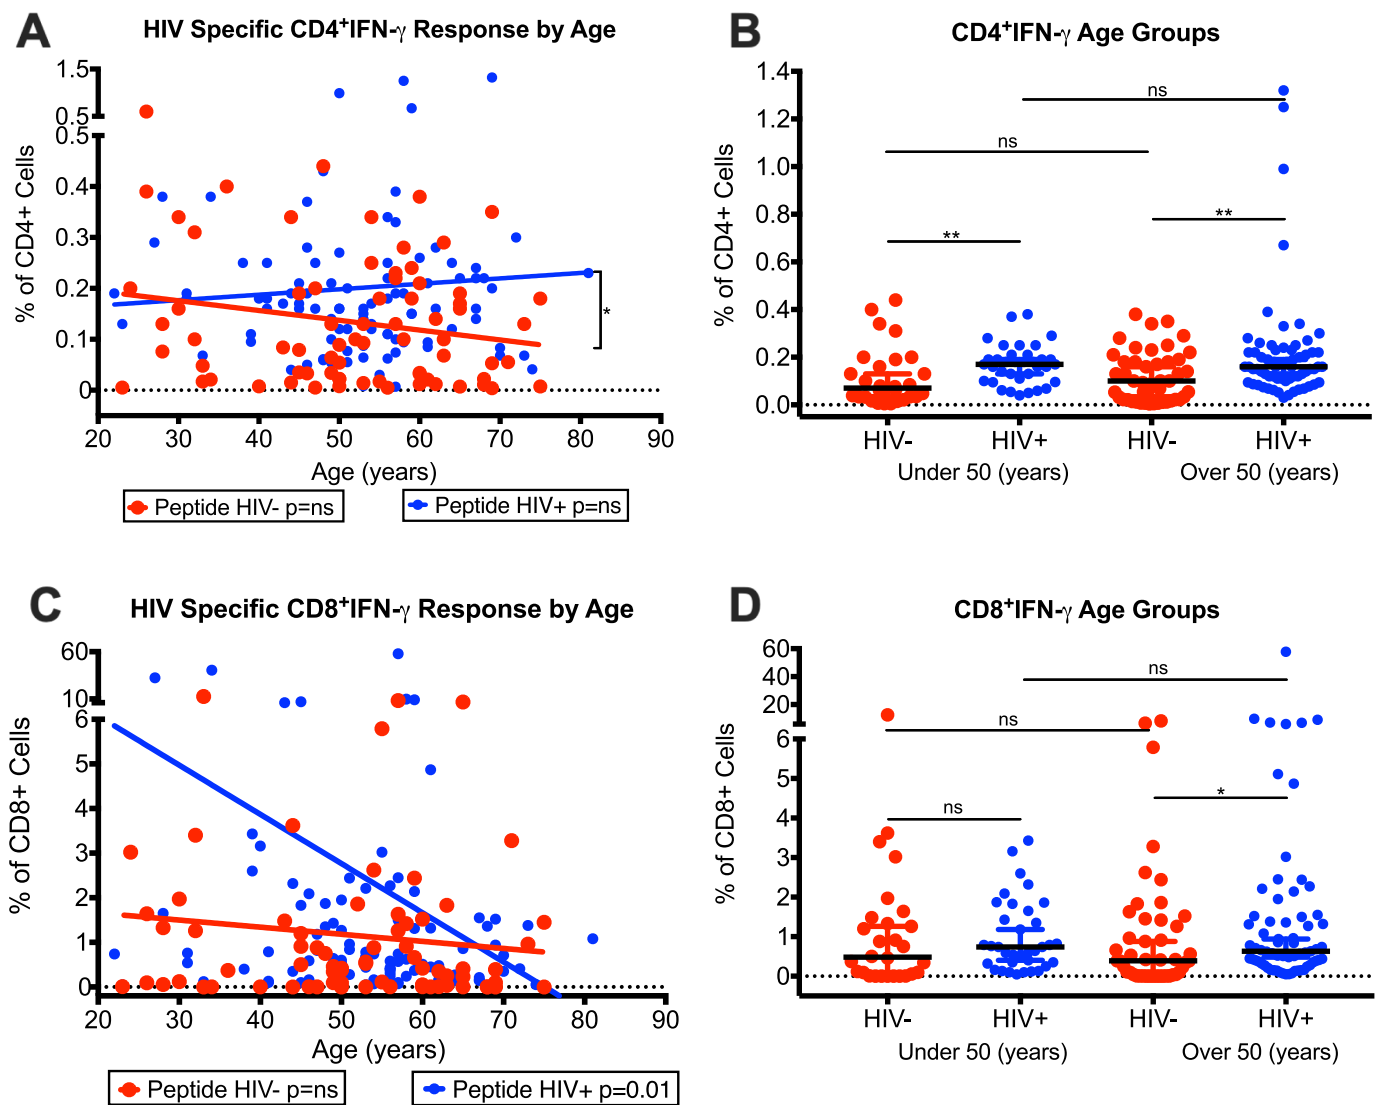 A
HIV Specific CD4⁺IFN-γ Response by Age
% of CD4+ Cells
1.5
0.5
0.5
0.4
0.3
0.2
0.1
0
*
20 30 40 50 60 70 80 90
Age (years)
Peptide HIV- p=ns
Peptide HIV+ p=ns
B
CD4⁺IFN-γ Age Groups
% of CD4+ Cells
1.4
1.2
1.0
0.8
0.6
0.4
0.2
0.0
ns
ns
**
**
HIV- HIV+ HIV- HIV+
Under 50 (years) Over 50 (years)
C
HIV Specific CD8⁺IFN-γ Response by Age
% of CD8+ Cells
60
10
6
5
4
3
2
1
0
20 30 40 50 60 70 80 90
Age (years)
Peptide HIV- p=ns
Peptide HIV+ p=0.01
D
CD8⁺IFN-γ Age Groups
% of CD8+ Cells
60
40
20
6
5
4
3
2
1
0
ns
ns
*
ns
HIV- HIV+ HIV- HIV+
Under 50 (years) Over 50 (years)